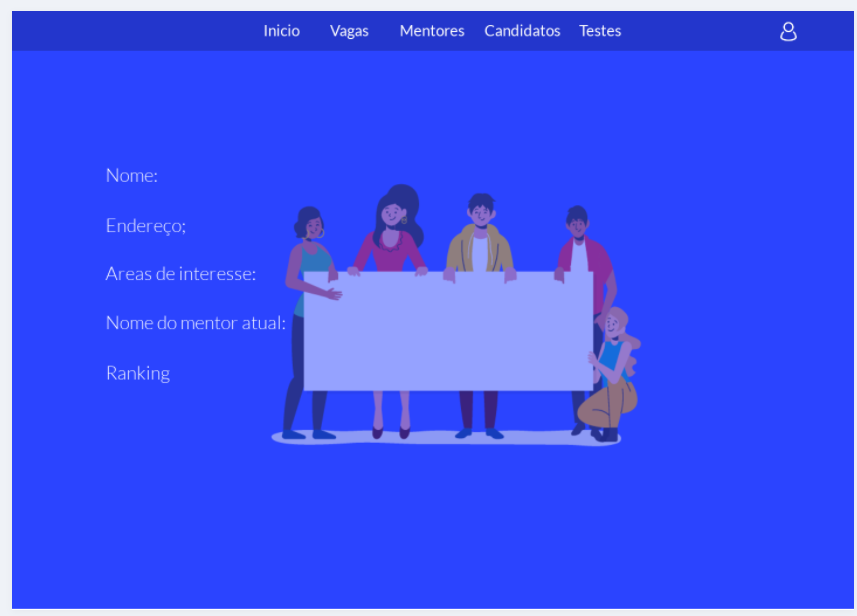 Inicio Vagas Mentores Candidatos Testes
Nome:
Endereço;
Areas de interesse:
Nome do mentor atual:
Ranking